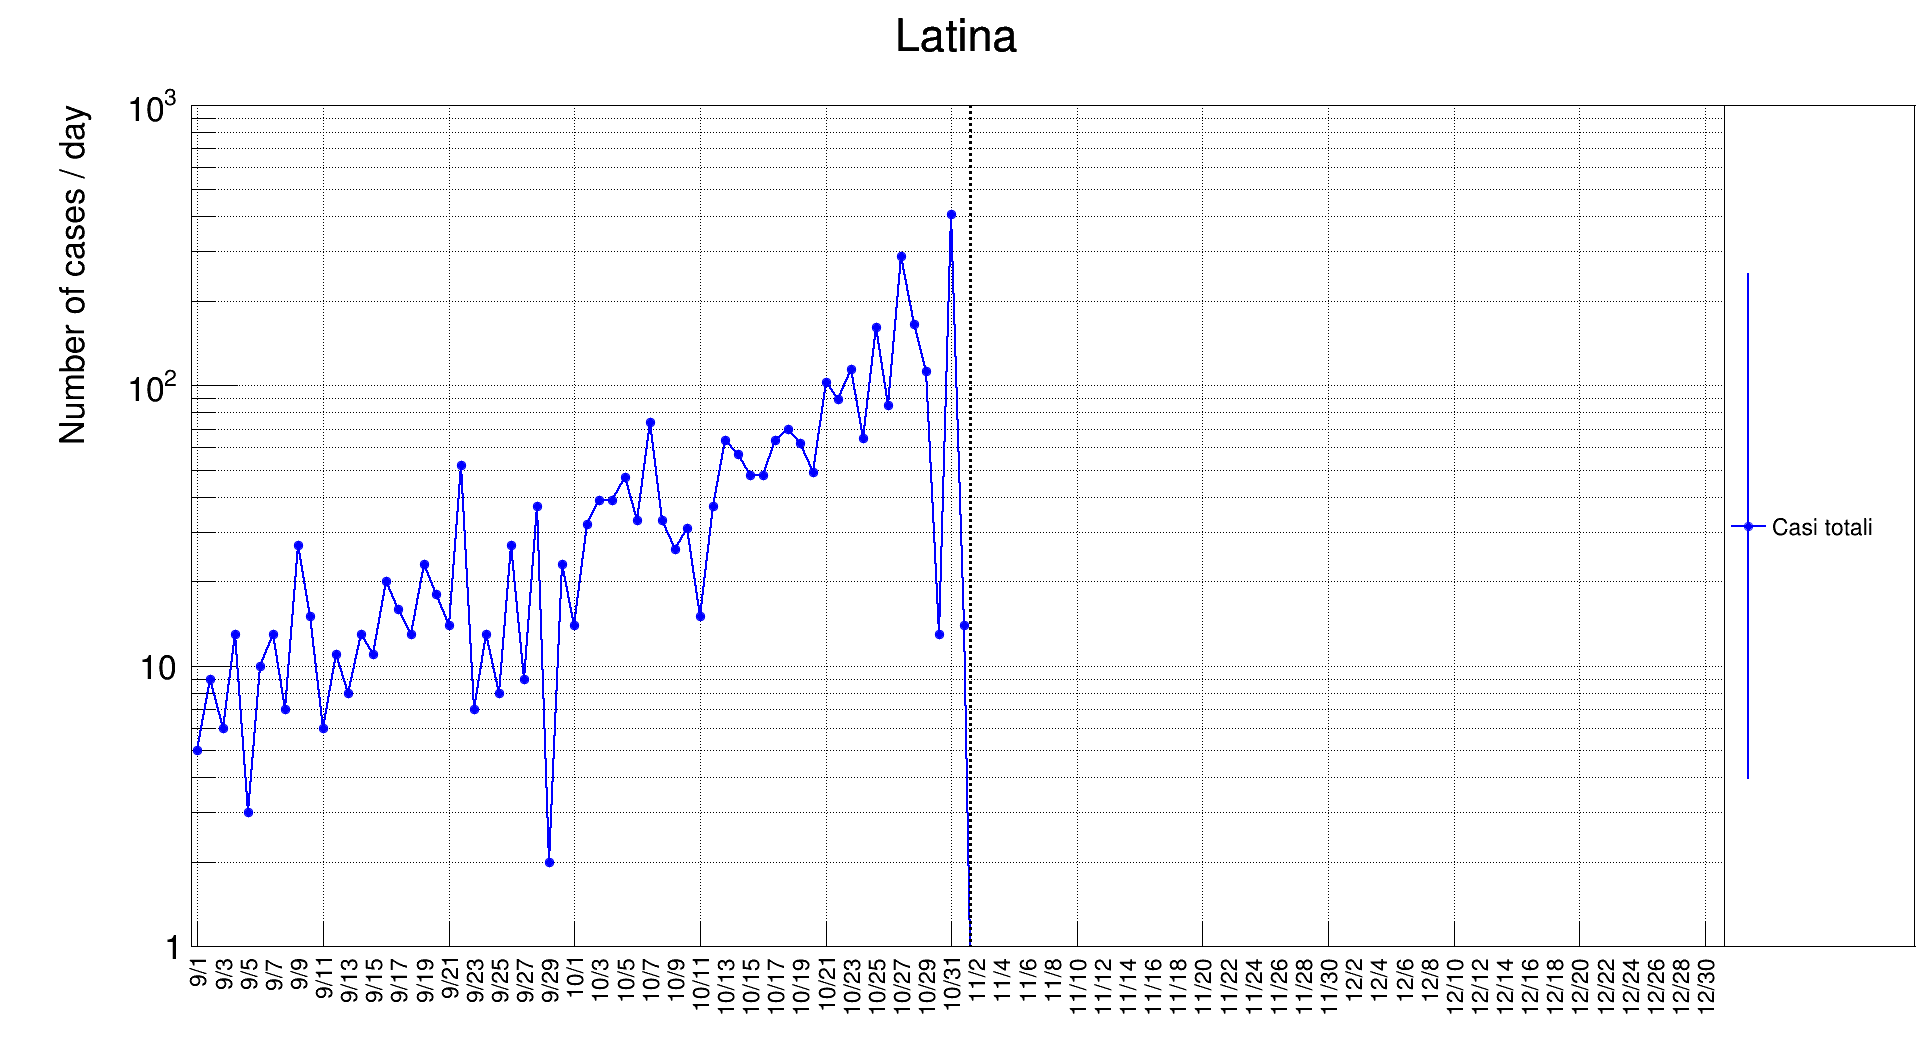 Latina
Number of cases / day
10³
10²
10
1
9/1 9/3 9/5 9/7 9/9 9/11 9/13 9/15 9/17 9/19 9/21 9/23 9/25 9/27 9/29 10/1 10/3 10/5 10/7 10/9 10/11 10/13 10/15 10/17 10/19 10/21 10/23 10/25 10/27 10/29 10/31 11/2 11/4 11/6 11/8 11/10 11/12 11/14 11/16 11/18 11/20 11/22 11/24 11/26 11/28 11/30 12/2 12/4 12/6 12/8 12/10 12/12 12/14 12/16 12/18 12/20 12/22 12/24 12/26 12/28 12/30
Casi totali